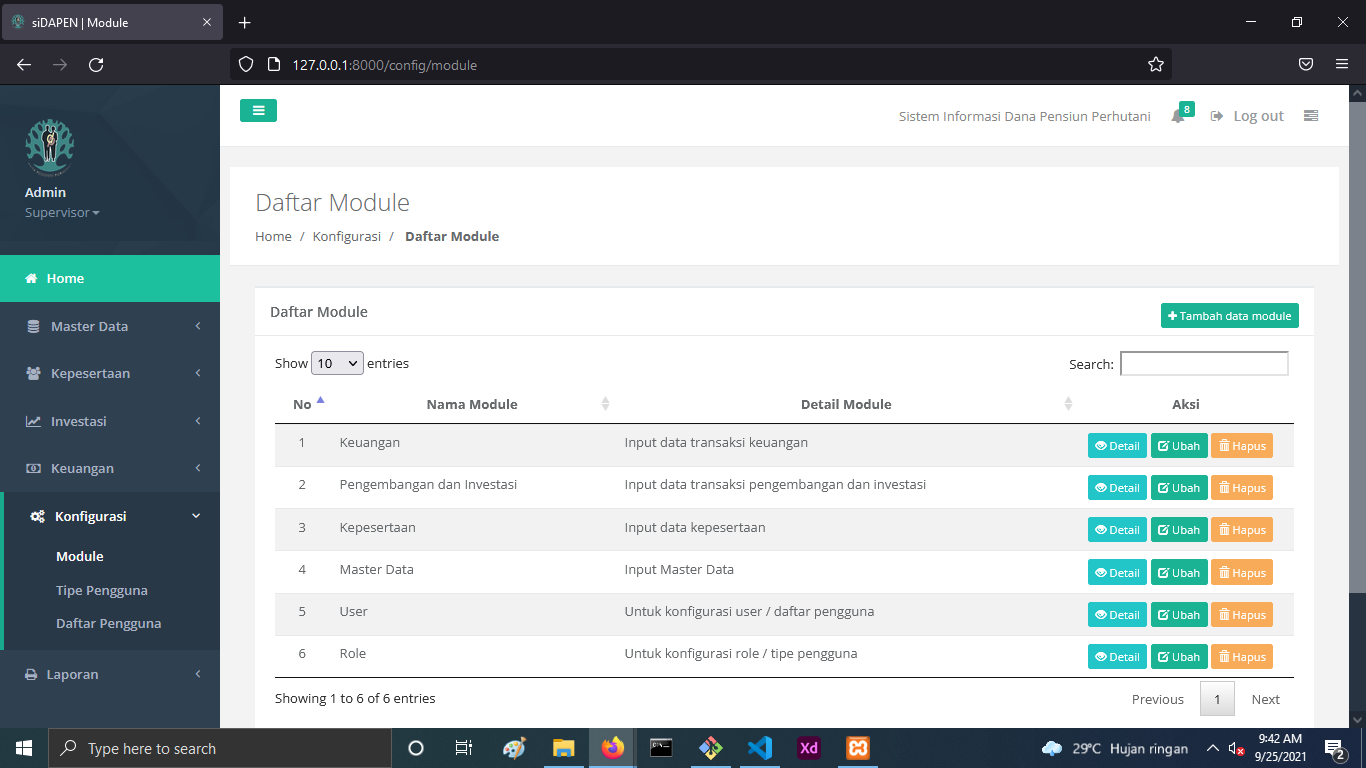 siDAPEN | Module
127.0.0.1:8000/config/module
Admin
Supervisor
Home
Master Data
Kepesertaan
Investasi
Keuangan
Konfigurasi
Module
Tipe Pengguna
Daftar Pengguna
Laporan
Sistem Informasi Dana Pensiun Perhutani
8
Log out
Daftar Module
Home / Konfigurasi / Daftar Module
Daftar Module
Tambah data module
Show 10 entries
Search:
No Nama Module Detail Module Aksi
1 Keuangan Input data transaksi keuangan Detail Ubah Hapus
2 Pengembangan dan Investasi Input data transaksi pengembangan dan investasi Detail Ubah Hapus
3 Kepesertaan Input data kepesertaan Detail Ubah Hapus
4 Master Data Input Master Data Detail Ubah Hapus
5 User Untuk konfigurasi user / daftar pengguna Detail Ubah Hapus
6 Role Untuk konfigurasi role / tipe pengguna Detail Ubah Hapus
Showing 1 to 6 of 6 entries
Previous 1 Next
Type here to search
Xd
29°C Hujan ringan
9:42 AM
9/25/2021
2